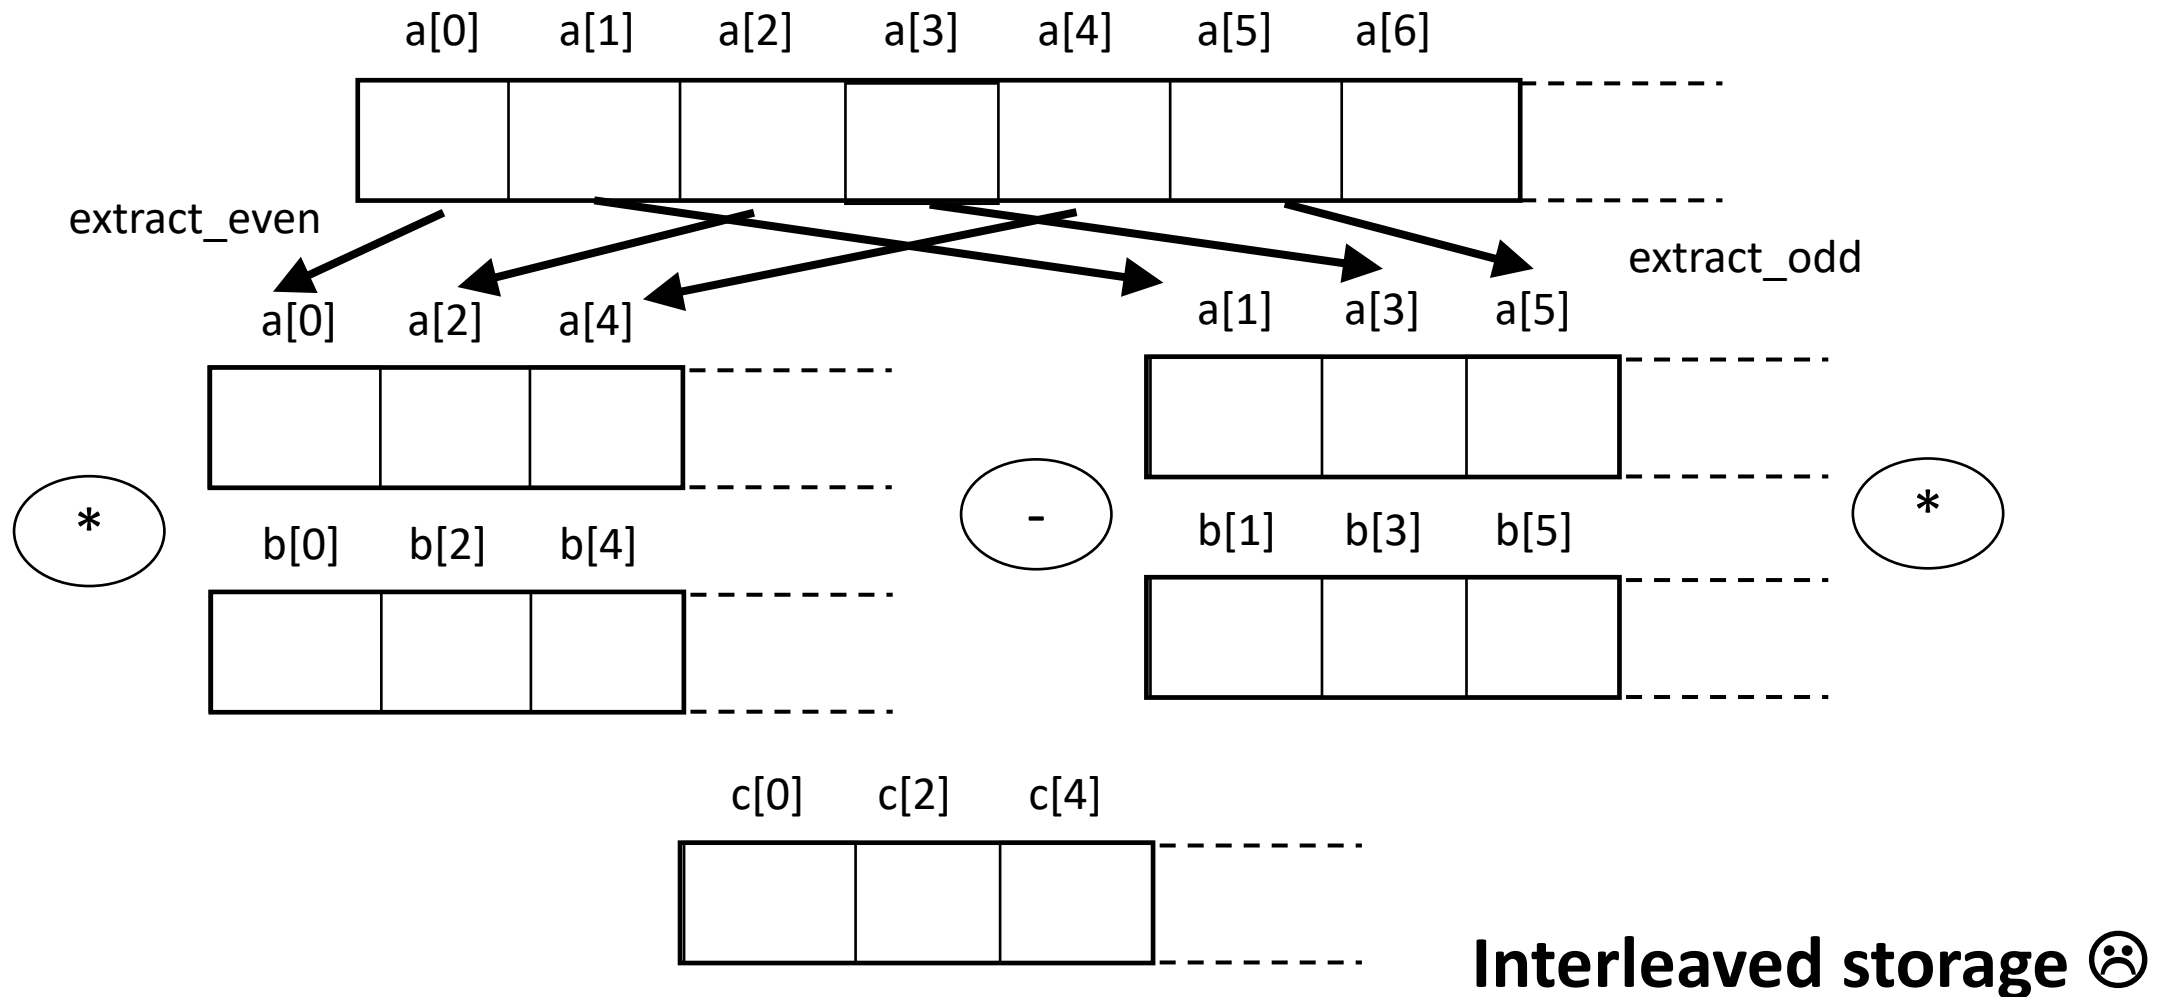 a[0] a[1] a[2] a[3] a[4] a[5] a[6]
extract_even
extract_odd
a[0] a[2] a[4]
a[1] a[3] a[5]
* - *
b[0] b[2] b[4]
b[1] b[3] b[5]
c[0] c[2] c[4]
Interleaved storage ☹